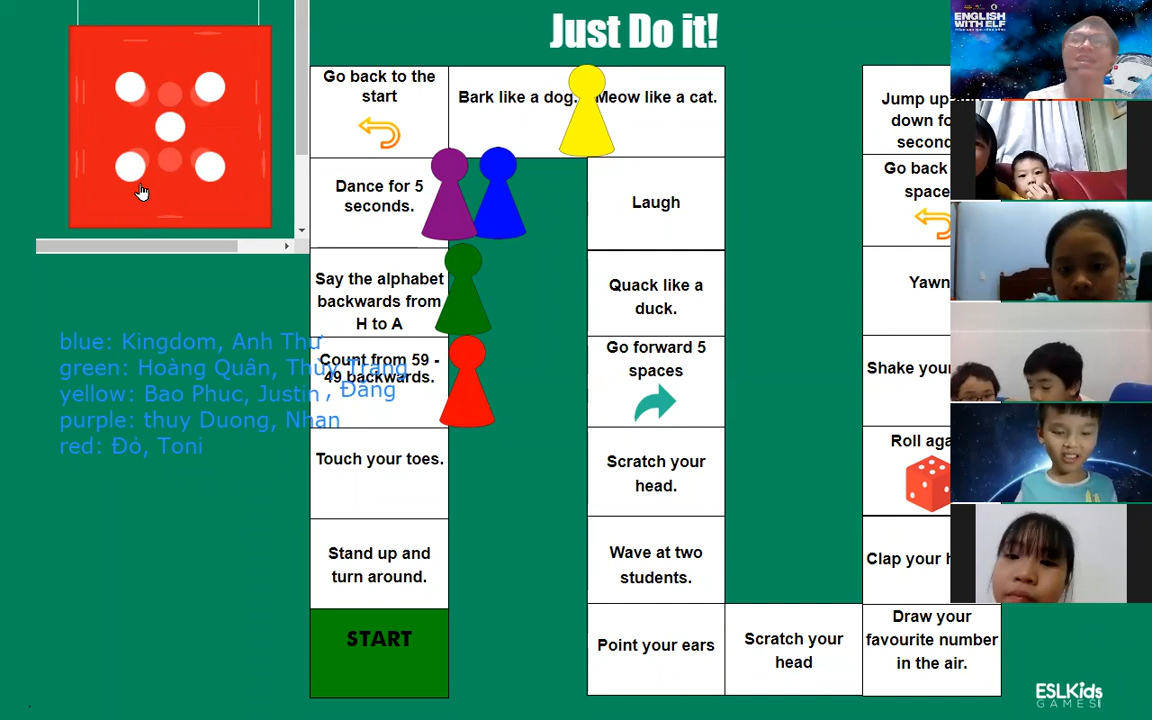 Just Do it!
ENGLISH
WITH ELF
Go back to the
start
Bark like a dog.
Meow like a cat.
Jump up
down fo
second
Dance for 5
seconds.
Laugh
Go back
space
Say the alphabet
backwards from
H to A
Quack like a
duck.
Yawn
blue: Kingdom, Anh Thư
green: Hoàng Quân, Thùy Trang
yellow: Bao Phuc, Justin , Đăng
purple: thuy Duong, Nhan
red: Đỏ, Toni
Count from 59 -
49 backwards.
Go forward 5
spaces
Shake your
Touch your toes.
Scratch your
head.
Roll aga
Stand up and
turn around.
Wave at two
students.
Clap your h
START
Point your ears
Scratch your
head
Draw your
favourite number
in the air.
ESLKids
GAMES!